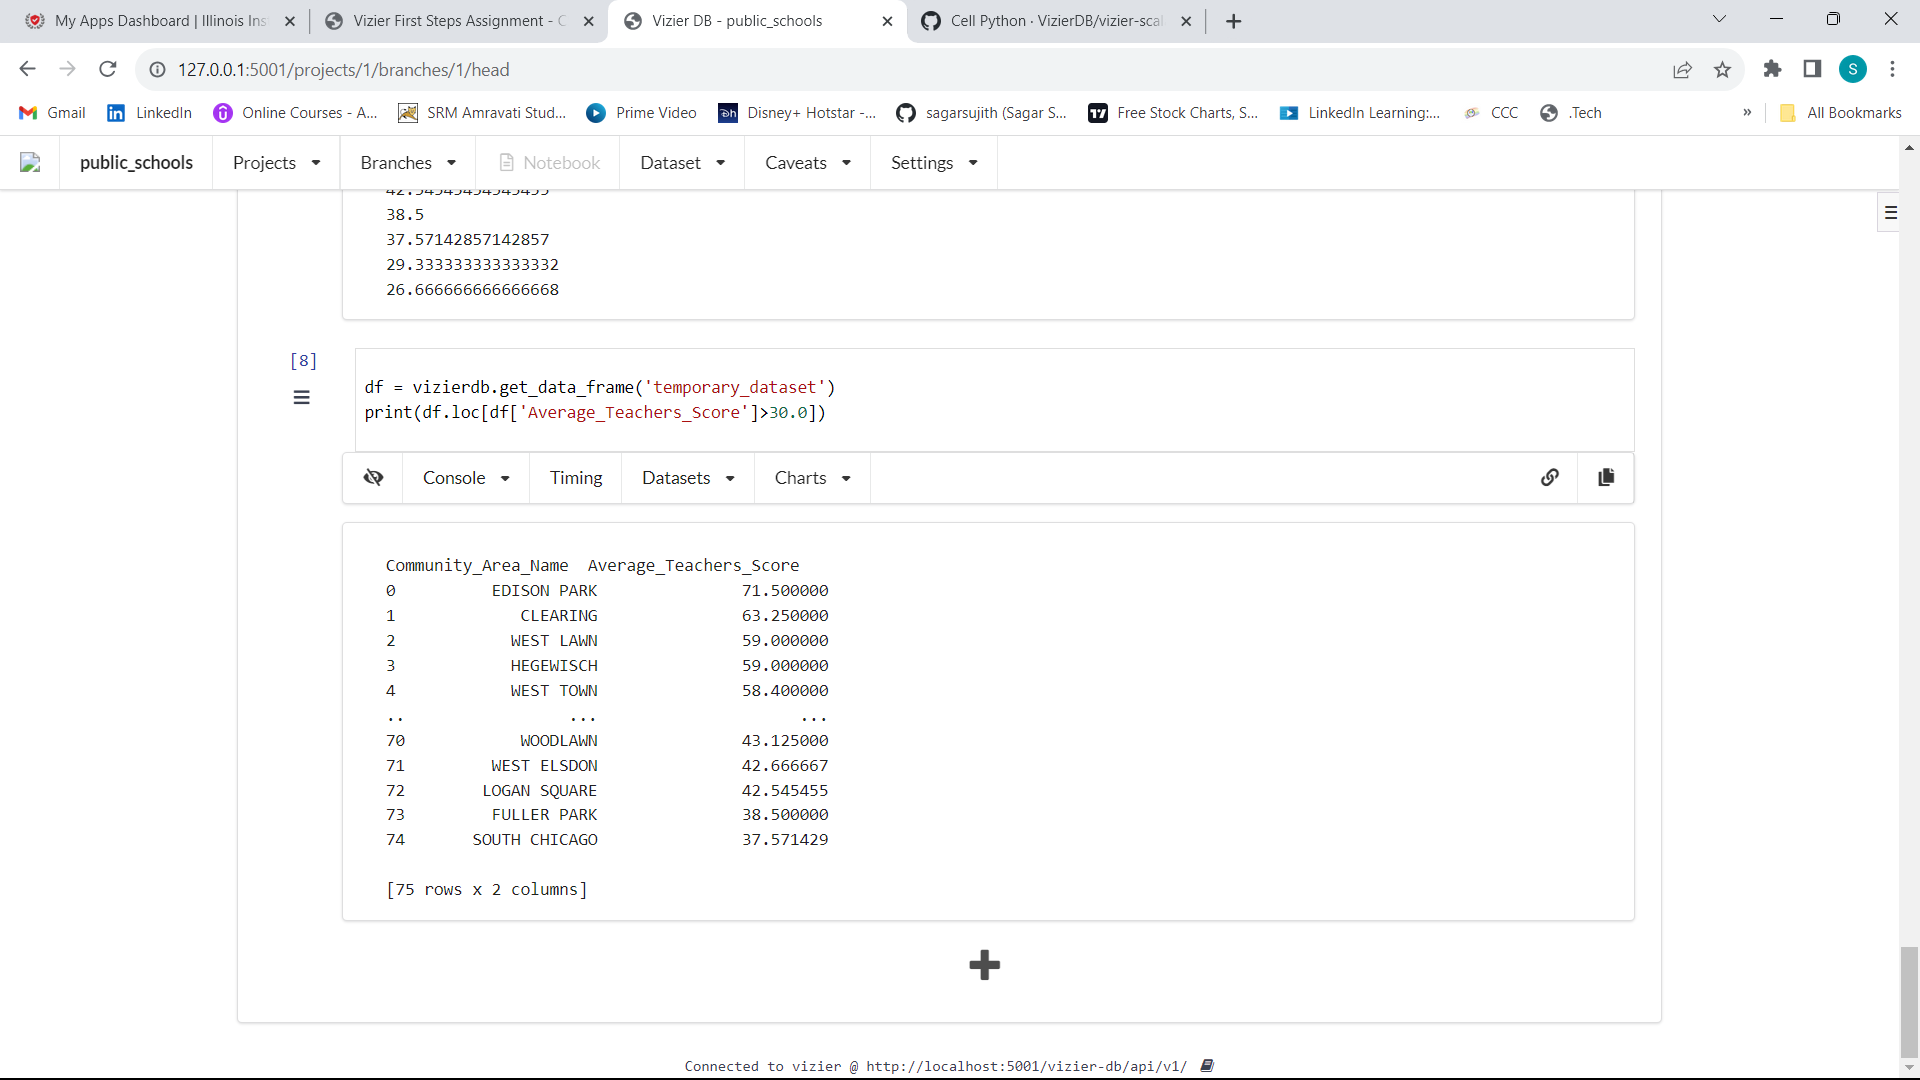 My Apps Dashboard | Illinois Ins
Vizier First Steps Assignment - C
Vizier DB - public_schools
Cell Python · VizierDB/vizier-scal
127.0.0.1:5001/projects/1/branches/1/head
S
Gmail
LinkedIn
Online Courses - A...
SRM Amravati Stud...
Prime Video
Disney+ Hotstar -...
sagarsujith (Sagar S...
Free Stock Charts, S...
LinkedIn Learning:...
CCC
.Tech
»
All Bookmarks
public_schools
Projects
Branches
Notebook
Dataset
Caveats
Settings
42.54545454545455
38.5
37.57142857142857
29.333333333333332
26.666666666666668
[8]
df = vizierdb.get_data_frame('temporary_dataset')
print(df.loc[df['Average_Teachers_Score']>30.0])
Console
Timing
Datasets
Charts
Community_Area_Name Average_Teachers_Score
0 EDISON PARK 71.500000
1 CLEARING 63.250000
2 WEST LAWN 59.000000
3 HEGEWISCH 59.000000
4 WEST TOWN 58.400000
.. ... ...
70 WOODLAWN 43.125000
71 WEST ELSDON 42.666667
72 LOGAN SQUARE 42.545455
73 FULLER PARK 38.500000
74 SOUTH CHICAGO 37.571429
[75 rows x 2 columns]
Connected to vizier @ http://localhost:5001/vizier-db/api/v1/